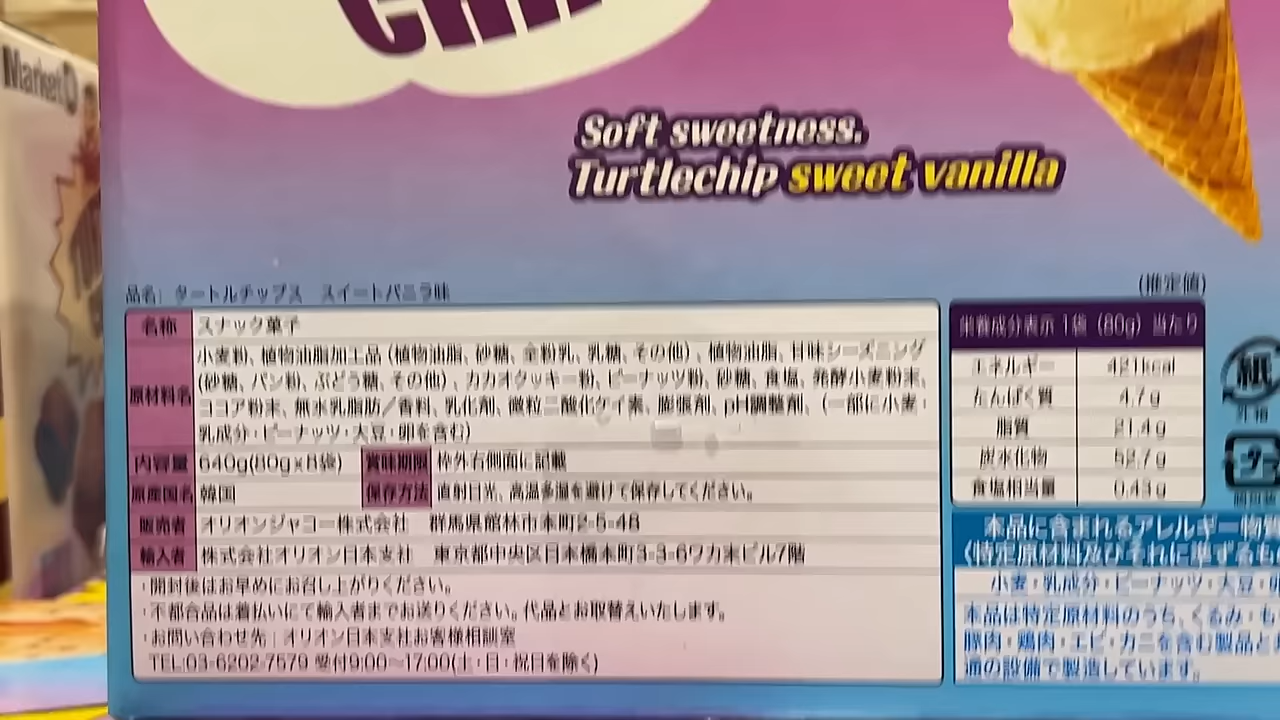 Market
CHIP
Soft sweetness.
Turtlechip sweet vanilla
品名: タートルチップス スイートバニラ味
(推定値)
名称 スナック菓子
原材料名 小麦粉、植物油脂加工品(植物油脂、砂糖、全粉乳、乳糖、その他)、植物油脂、甘味シーズニング
(砂糖、パン粉、ぶどう糖、その他)、カカオクッキー粉、ピーナッツ粉、砂糖、食塩、発酵小麦粉末、
ココア粉末、無水乳脂肪/香料、乳化剤、微粒二酸化ケイ素、膨張剤、pH調整剤、(一部に小麦・
乳成分・ピーナッツ・大豆・卵を含む)
内容量 640g(80g×8袋) 賞味期限 枠外右側面に記載
原産国名 韓国 保存方法 直射日光、高温多湿を避けて保存してください。
販売者 オリオンジャコー株式会社 群馬県館林市本町2-5-48
輸入者 株式会社オリオン日本支社 東京都中央区日本橋本町3-3-6ワカ末ビル7階
・開封後はお早めにお召し上がりください。
・不都合品は着払いにて輸入者までお送りください。代品とお取替えいたします。
・お問い合わせ先:オリオン日本支社お客様相談室
TEL:03-6202-7579 受付9:00~17:00(土・日・祝日を除く)
栄養成分表示 1袋 (80g) 当たり
エネルギー 421kcal
たんぱく質 4.7g
脂質 21.4g
炭水化物 52.7g
食塩相当量 0.43g
紙
プラ
本品に含まれるアレルギー物質
(特定原材料及びそれに準ずるも
小麦・乳成分・ピーナッツ・大豆・
本品は特定原材料のうち、くるみ・
豚肉・鶏肉・エビ・カニを含む製品と
通の設備で製造しています。